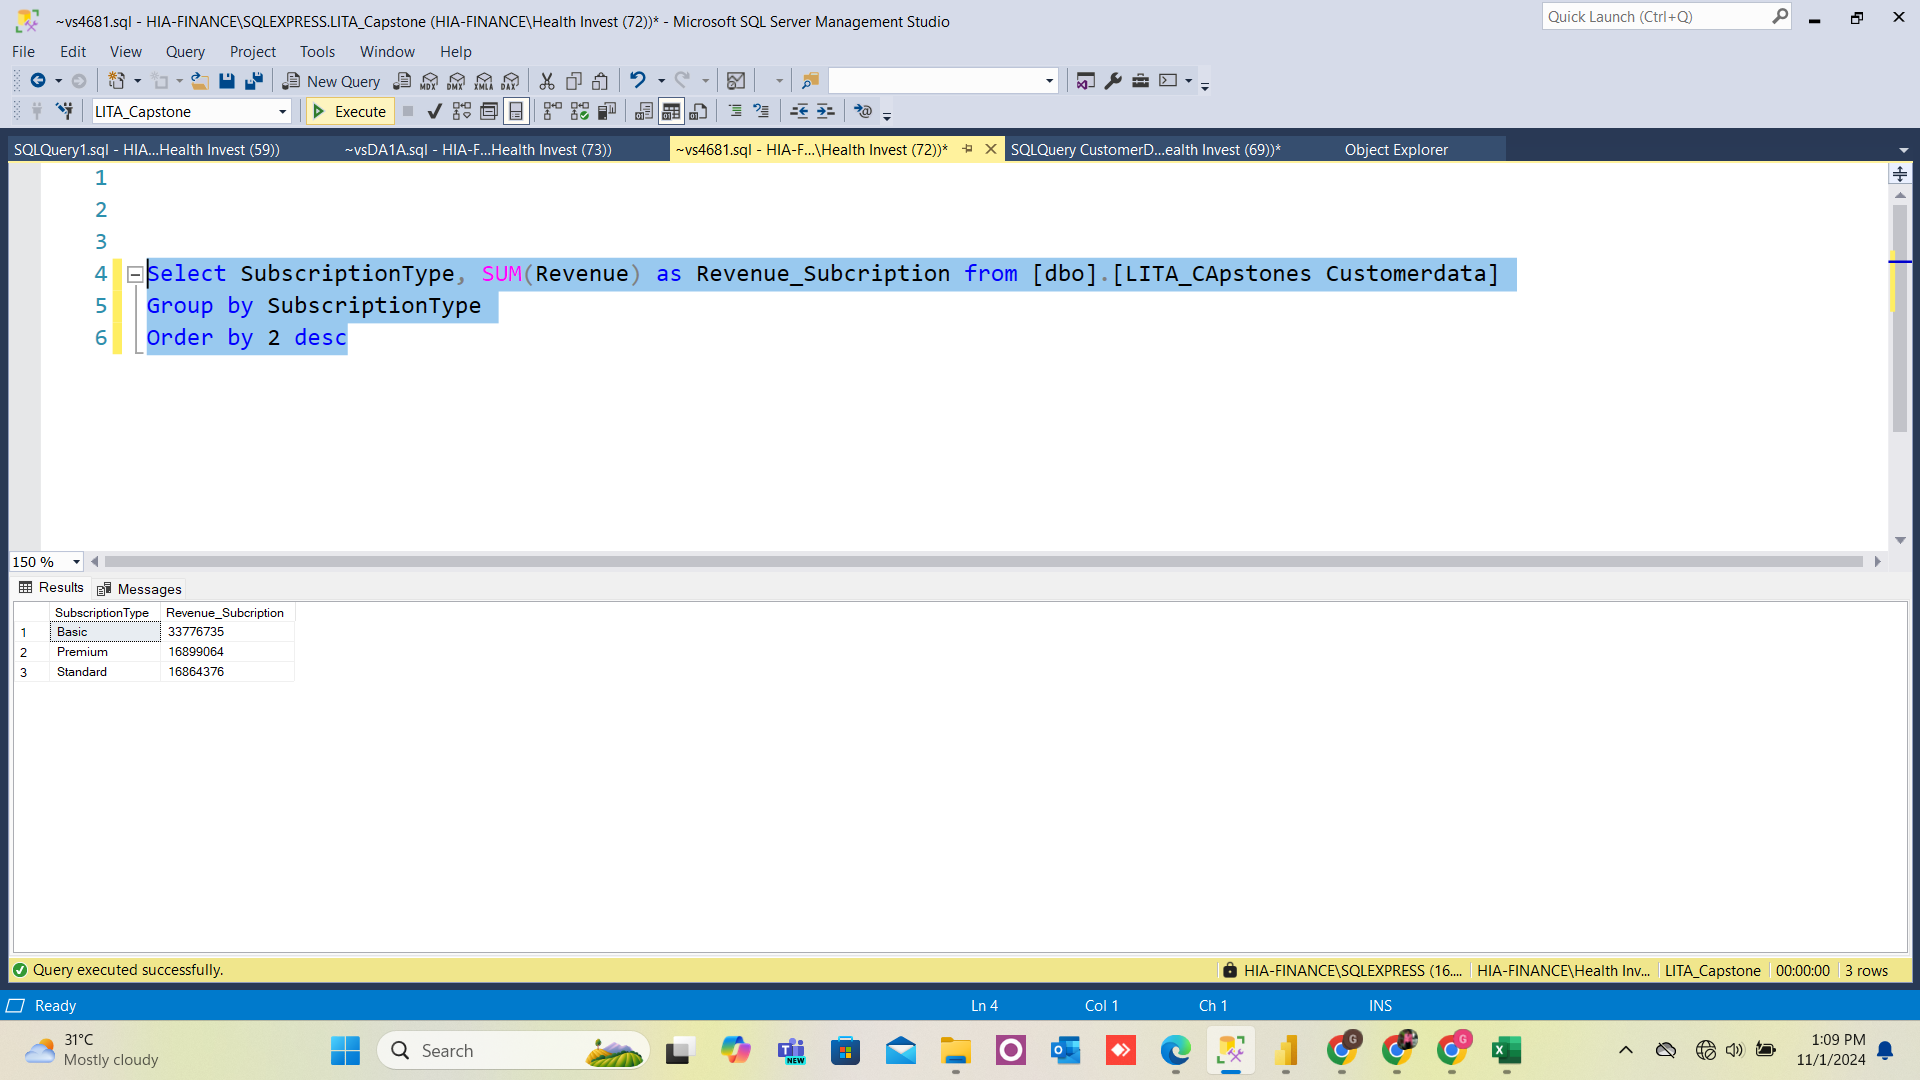 ~vs4681.sql - HIA-FINANCE\SQLEXPRESS.LITA_Capstone (HIA-FINANCE\Health Invest (72))* - Microsoft SQL Server Management Studio
Quick Launch (Ctrl+Q)
File Edit View Query Project Tools Window Help
New Query
MDX DMX XMLA DAX
LITA_Capstone
Execute
SQLQuery1.sql - HIA...Health Invest (59))
~vsDA1A.sql - HIA-F...Health Invest (73))
~vs4681.sql - HIA-F...\Health Invest (72))*
SQLQuery CustomerD...ealth Invest (69))*
Object Explorer
1
2
3
4 Select SubscriptionType, SUM(Revenue) as Revenue_Subcription from [dbo].[LITA_CApstones Customerdata]
5 Group by SubscriptionType
6 Order by 2 desc
150 %
Results Messages
SubscriptionType Revenue_Subcription
1 Basic 33776735
2 Premium 16899064
3 Standard 16864376
Query executed successfully.
HIA-FINANCE\SQLEXPRESS (16.... HIA-FINANCE\Health Inv... LITA_Capstone 00:00:00 3 rows
Ready Ln 4 Col 1 Ch 1 INS
31°C
Mostly cloudy
Search
NEW
G
G
1:09 PM
11/1/2024